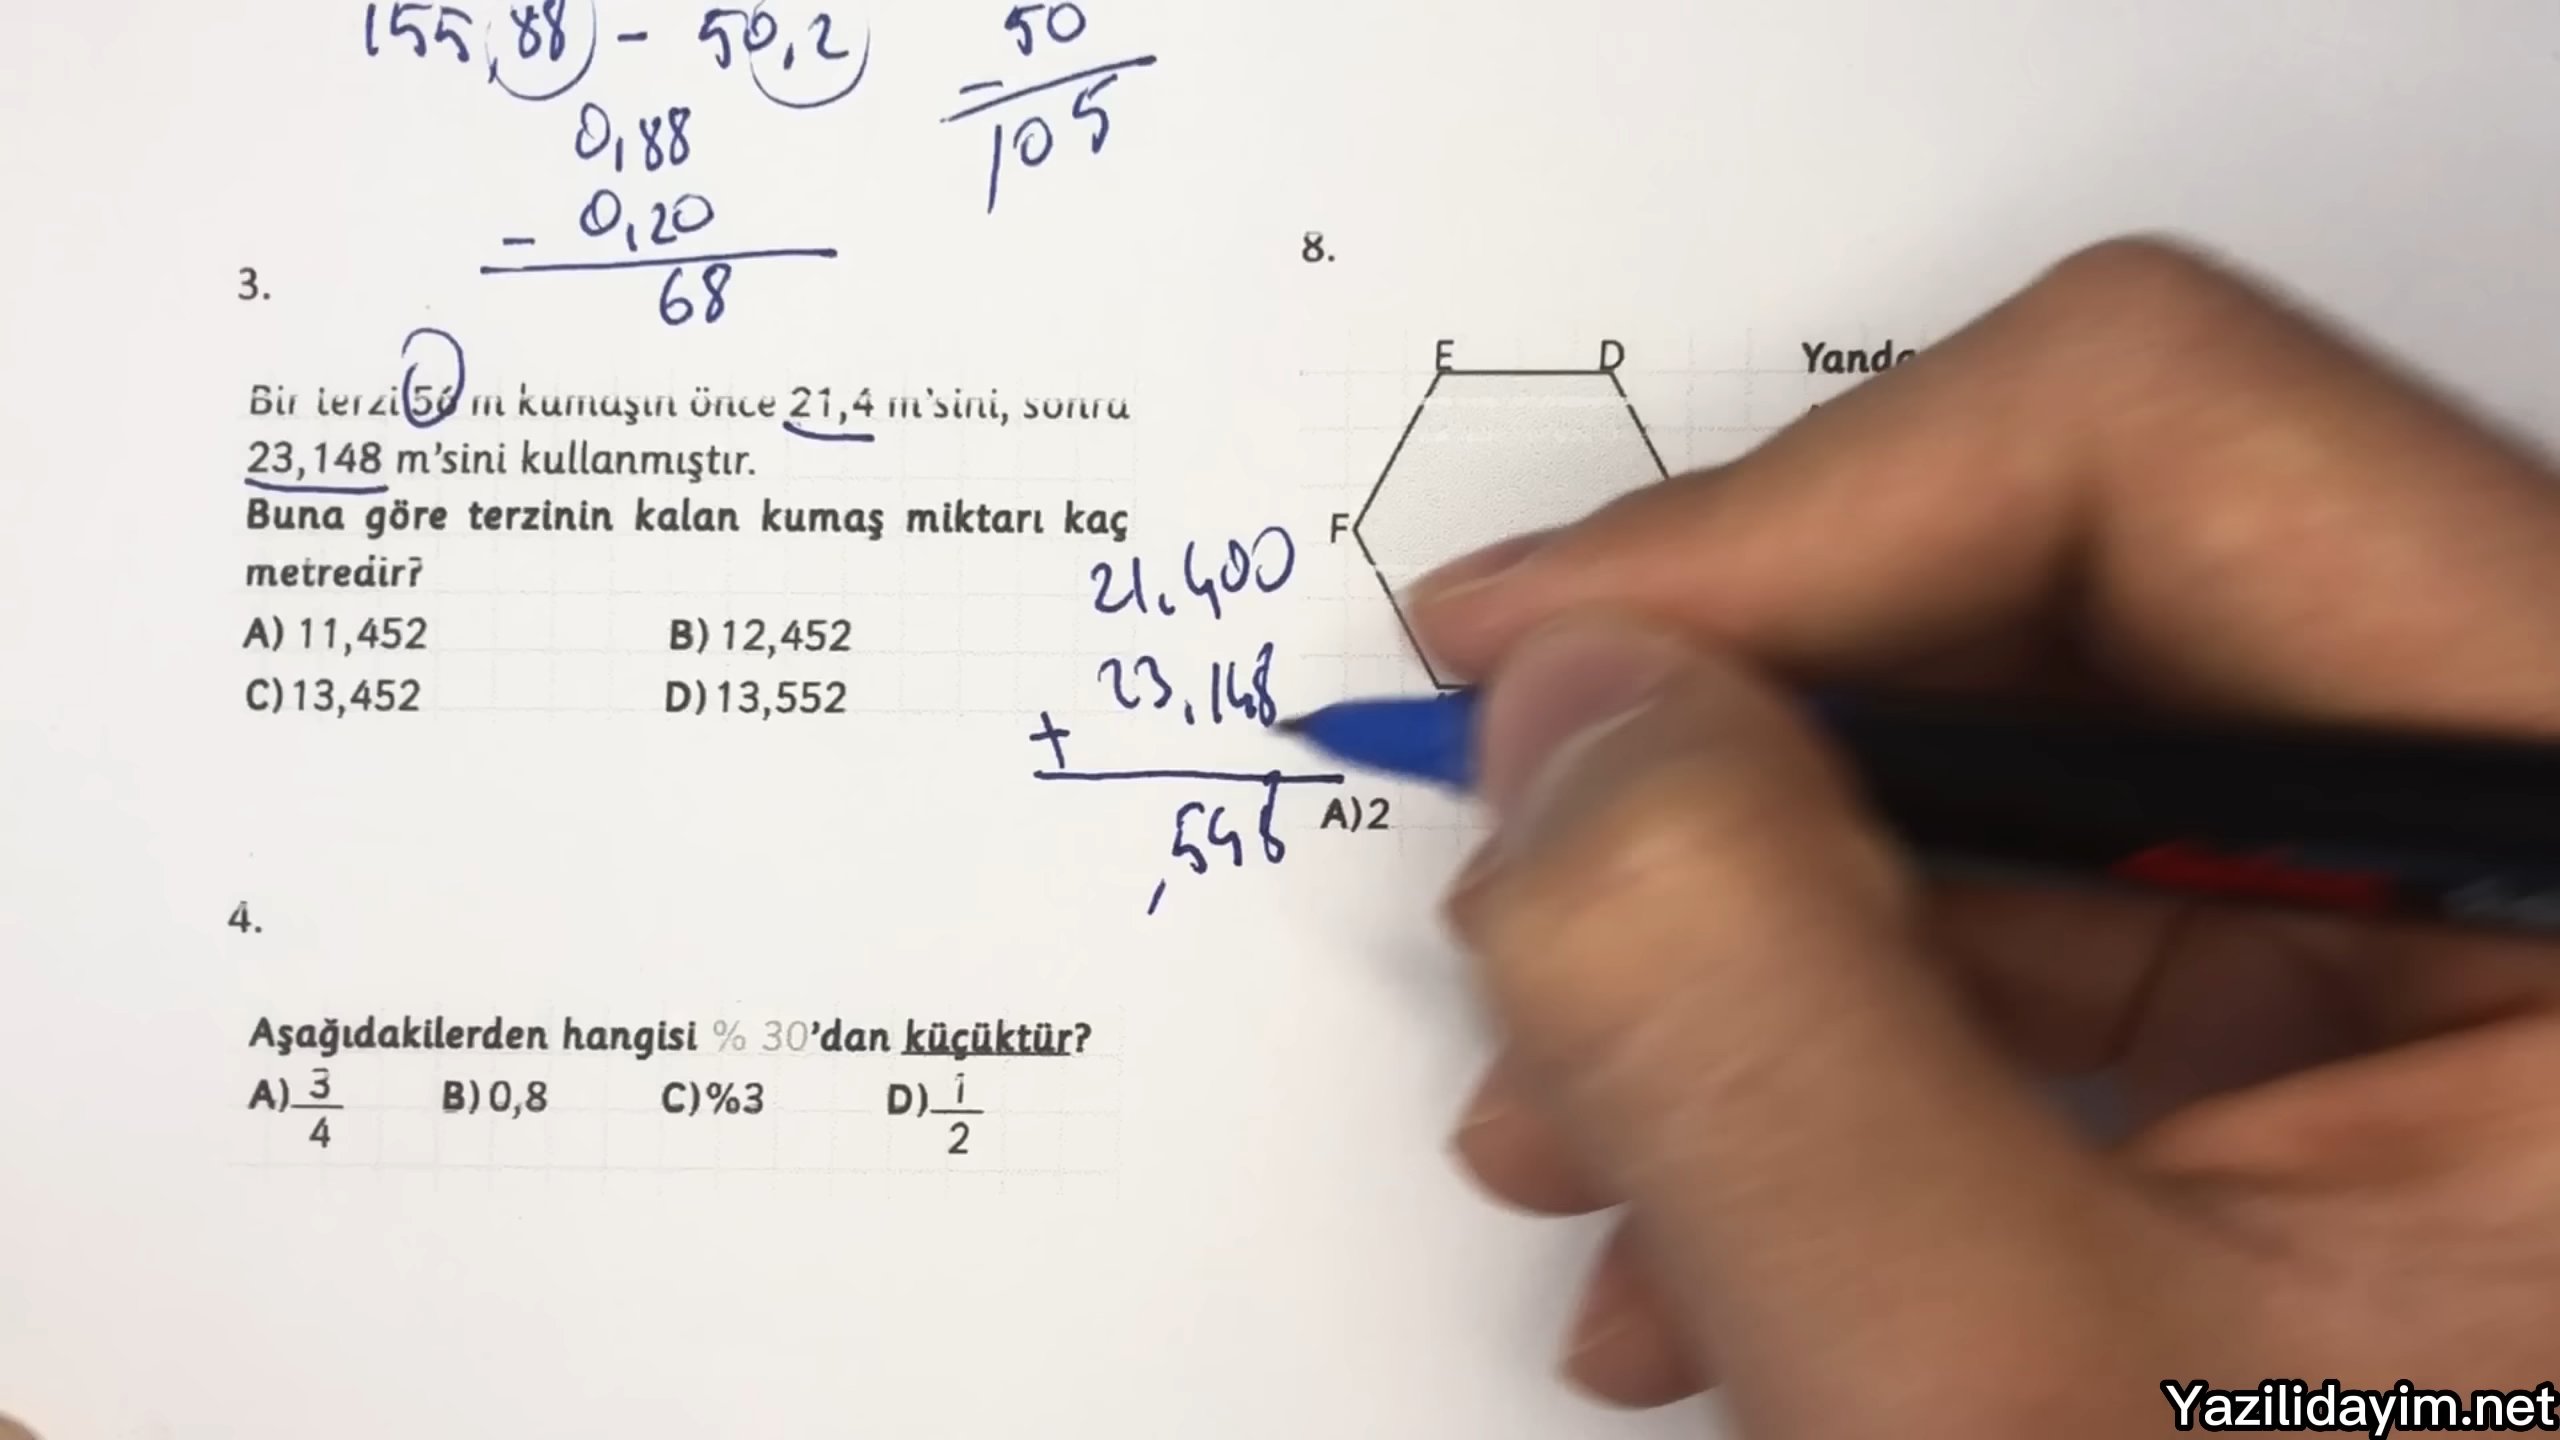 155,88 - 50,2
50
-
105
0,88
- 0,20
68
3.
Bir terzi 56 m kumaşın önce 21,4 m'sini, sonra
23,148 m'sini kullanmıştır.
Buna göre terzinin kalan kumaş miktarı kaç
metredir?
A) 11,452 B) 12,452
C) 13,452 D) 13,552
21,400
23,148
+
,548
4.
Aşağıdakilerden hangisi % 30'dan küçüktür?
A) 3/4 B) 0,8 C) %3 D) 1/2
8.
E D
F
A) 2
Yazilidayim.net